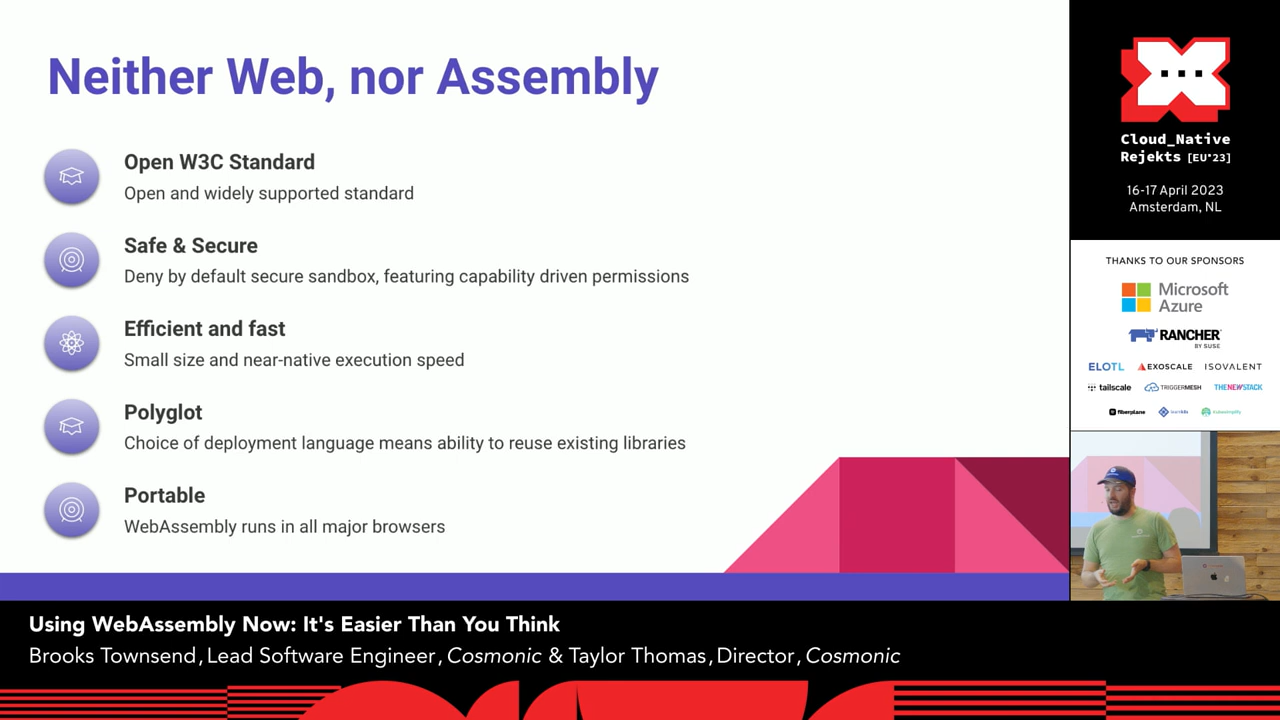 Neither Web, nor Assembly
Open W3C Standard
Open and widely supported standard
Safe & Secure
Deny by default secure sandbox, featuring capability driven permissions
Efficient and fast
Small size and near-native execution speed
Polyglot
Choice of deployment language means ability to reuse existing libraries
Portable
WebAssembly runs in all major browsers
Cloud_Native
Rejekts [EU"23]
16-17 April 2023
Amsterdam, NL
THANKS TO OUR SPONSORS
Microsoft
Azure
RANCHER
BY SUSE
ELOTL EXOSCALE ISOVALENT
tailscale TRIGGERMESH THENEWSTACK
fiberplane
Using WebAssembly Now: It's Easier Than You Think
Brooks Townsend, Lead Software Engineer, Cosmonic & Taylor Thomas, Director, Cosmonic